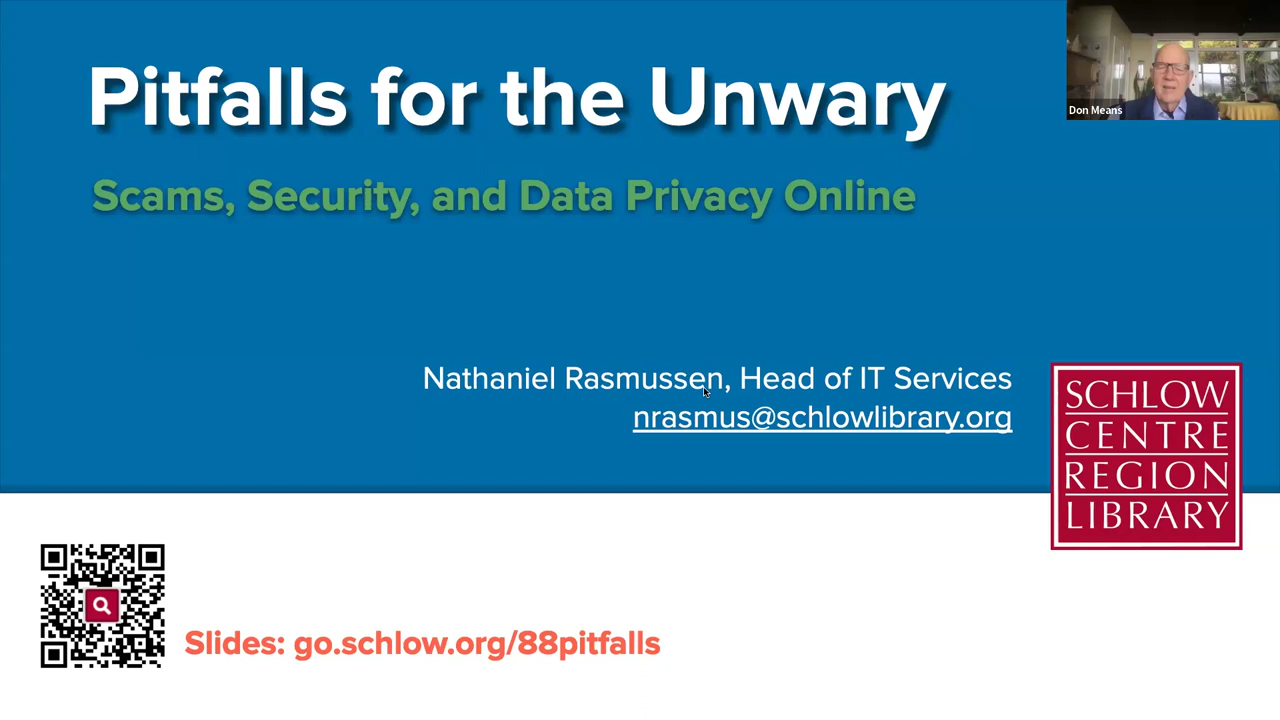 Pitfalls for the Unwary
Don Means
Scams, Security, and Data Privacy Online
Nathaniel Rasmussen, Head of IT Services
nrasmus@schlowlibrary.org
SCHLOW
CENTRE
REGION
LIBRARY
Slides: go.schlow.org/88pitfalls